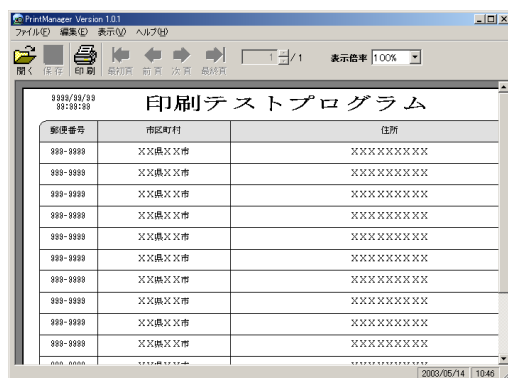 PrintManager Version 1.0.1
ファイル(F) 編集(E) 表示(V) ヘルプ(H)
開く 保存 印刷 最初頁 前頁 次頁 最終頁 1 / 1 表示倍率 100%
9999/99/99
99:99:99
印刷テストプログラム
郵便番号 市区町村 住所
999-9999 XX県XX市 XXXXXXXXX
999-9999 XX県XX市 XXXXXXXXX
999-9999 XX県XX市 XXXXXXXXX
999-9999 XX県XX市 XXXXXXXXX
999-9999 XX県XX市 XXXXXXXXX
999-9999 XX県XX市 XXXXXXXXX
999-9999 XX県XX市 XXXXXXXXX
999-9999 XX県XX市 XXXXXXXXX
999-9999 XX県XX市 XXXXXXXXX
999-9999 XX県XX市 XXXXXXXXX
2003/05/14 10:46